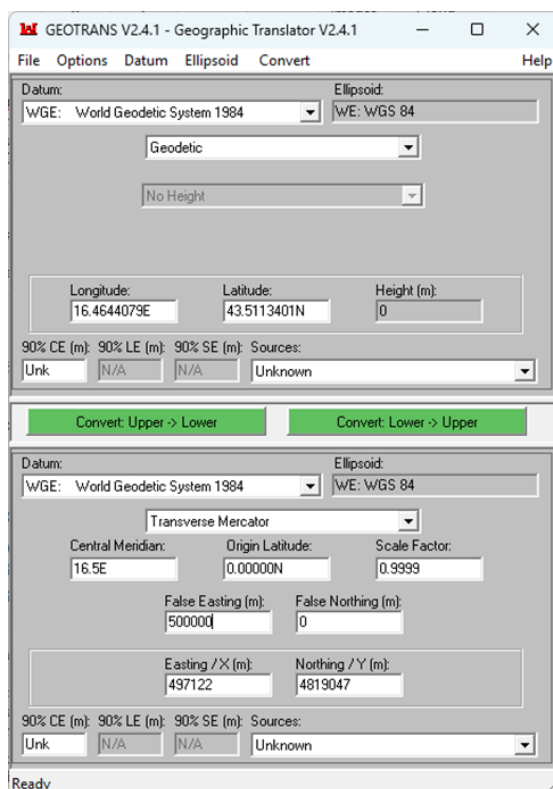 GEOTRANS V2.4.1 - Geographic Translator V2.4.1
File Options Datum Ellipsoid Convert Help
Datum: Ellipsoid:
WGE: World Geodetic System 1984 WE: WGS 84
Geodetic
No Height
Longitude: Latitude: Height (m):
16.4644079E 43.5113401N 0
90% CE (m): 90% LE (m): 90% SE (m): Sources:
Unk N/A N/A Unknown
Convert: Upper -> Lower Convert: Lower -> Upper
Datum: Ellipsoid:
WGE: World Geodetic System 1984 WE: WGS 84
Transverse Mercator
Central Meridian: Origin Latitude: Scale Factor:
16.5E 0.00000N 0.9999
False Easting (m): False Northing (m):
500000 0
Easting / X (m): Northing / Y (m):
497122 4819047
90% CE (m): 90% LE (m): 90% SE (m): Sources:
Unk N/A N/A Unknown
Ready